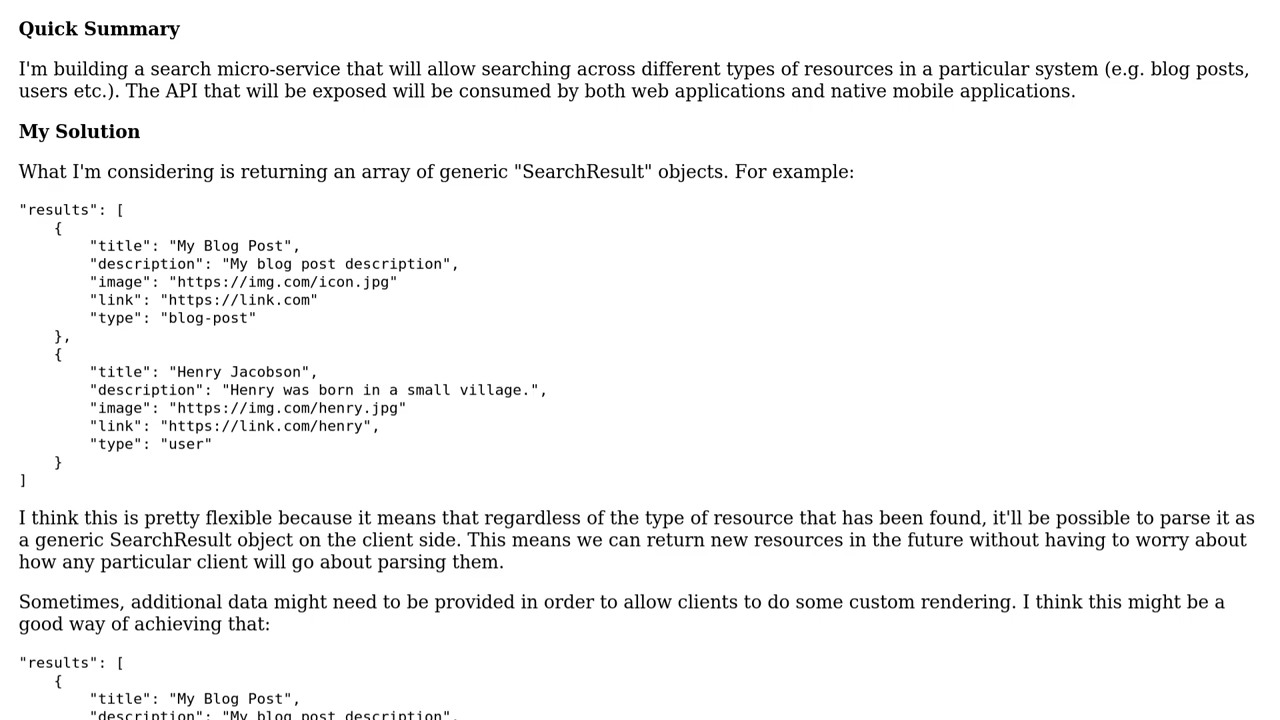 Quick Summary
I'm building a search micro-service that will allow searching across different types of resources in a particular system (e.g. blog posts,
users etc.). The API that will be exposed will be consumed by both web applications and native mobile applications.
My Solution
What I'm considering is returning an array of generic "SearchResult" objects. For example:
"results": [
    {
        "title": "My Blog Post",
        "description": "My blog post description",
        "image": "https://img.com/icon.jpg"
        "link": "https://link.com"
        "type": "blog-post"
    },
    {
        "title": "Henry Jacobson",
        "description": "Henry was born in a small village.",
        "image": "https://img.com/henry.jpg"
        "link": "https://link.com/henry",
        "type": "user"
    }
]
I think this is pretty flexible because it means that regardless of the type of resource that has been found, it'll be possible to parse it as
a generic SearchResult object on the client side. This means we can return new resources in the future without having to worry about
how any particular client will go about parsing them.
Sometimes, additional data might need to be provided in order to allow clients to do some custom rendering. I think this might be a
good way of achieving that:
"results": [
    {
        "title": "My Blog Post",
        "description": "My blog post description",